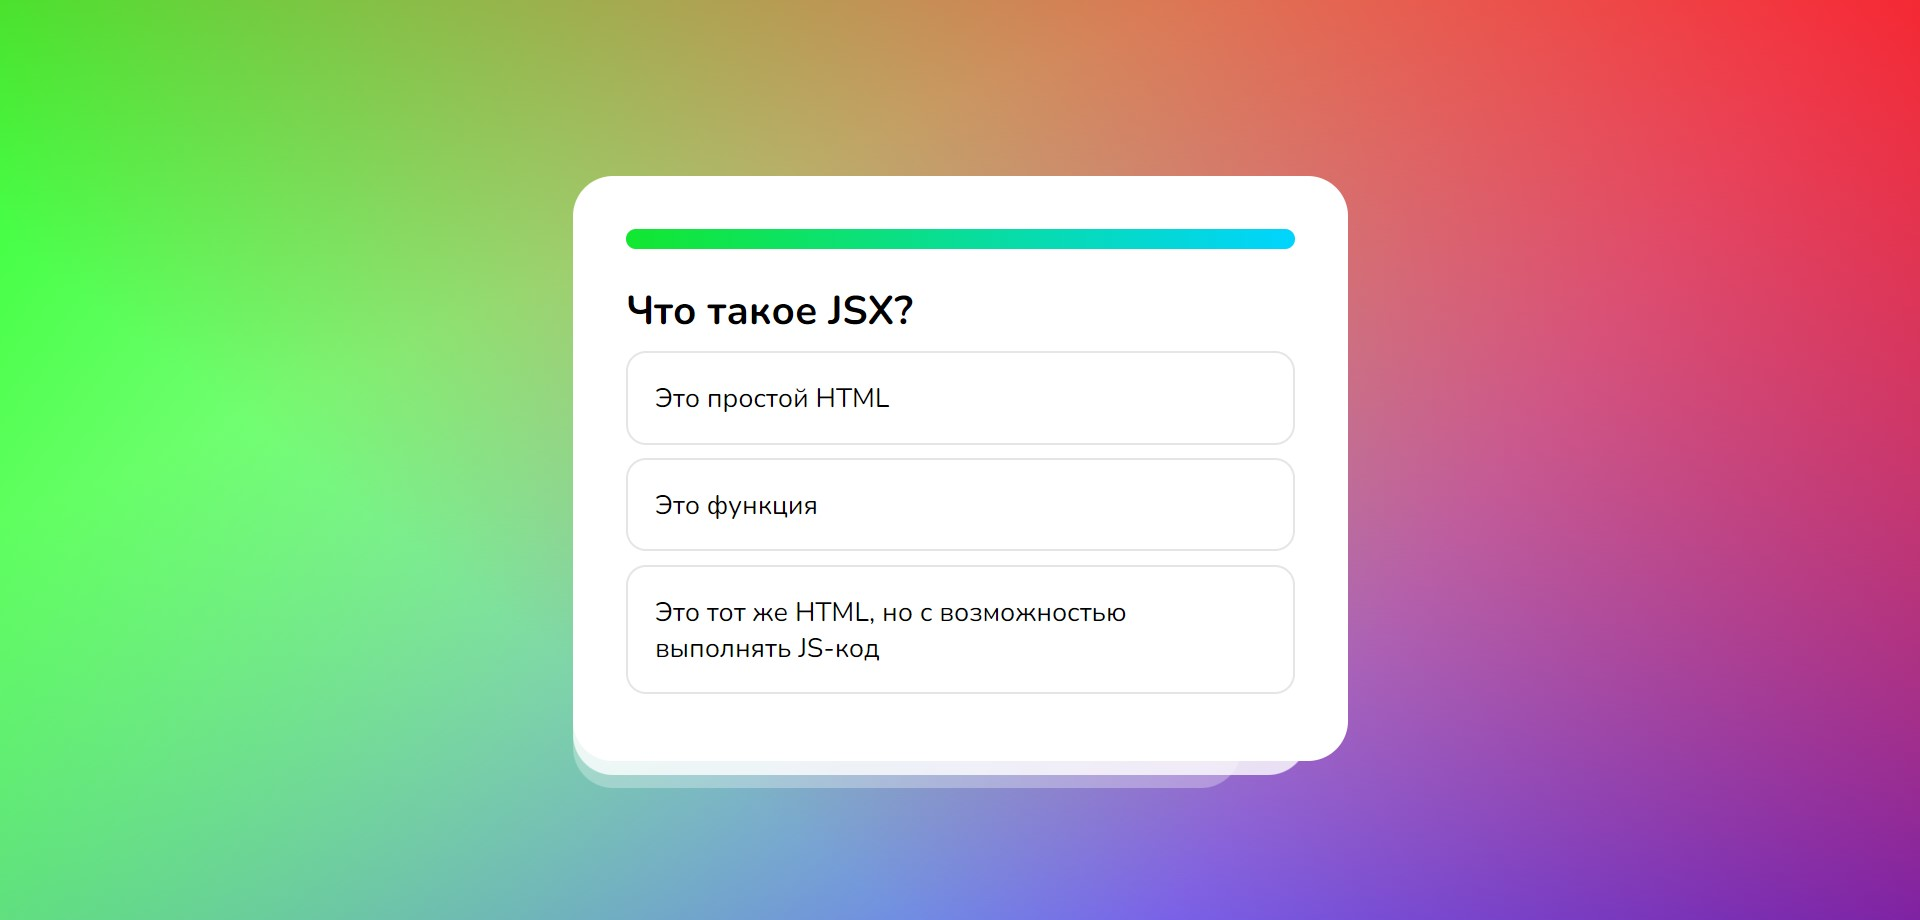 Что такое JSX?
Это простой HTML
Это функция
Это тот же HTML, но с возможностью
выполнять JS-код